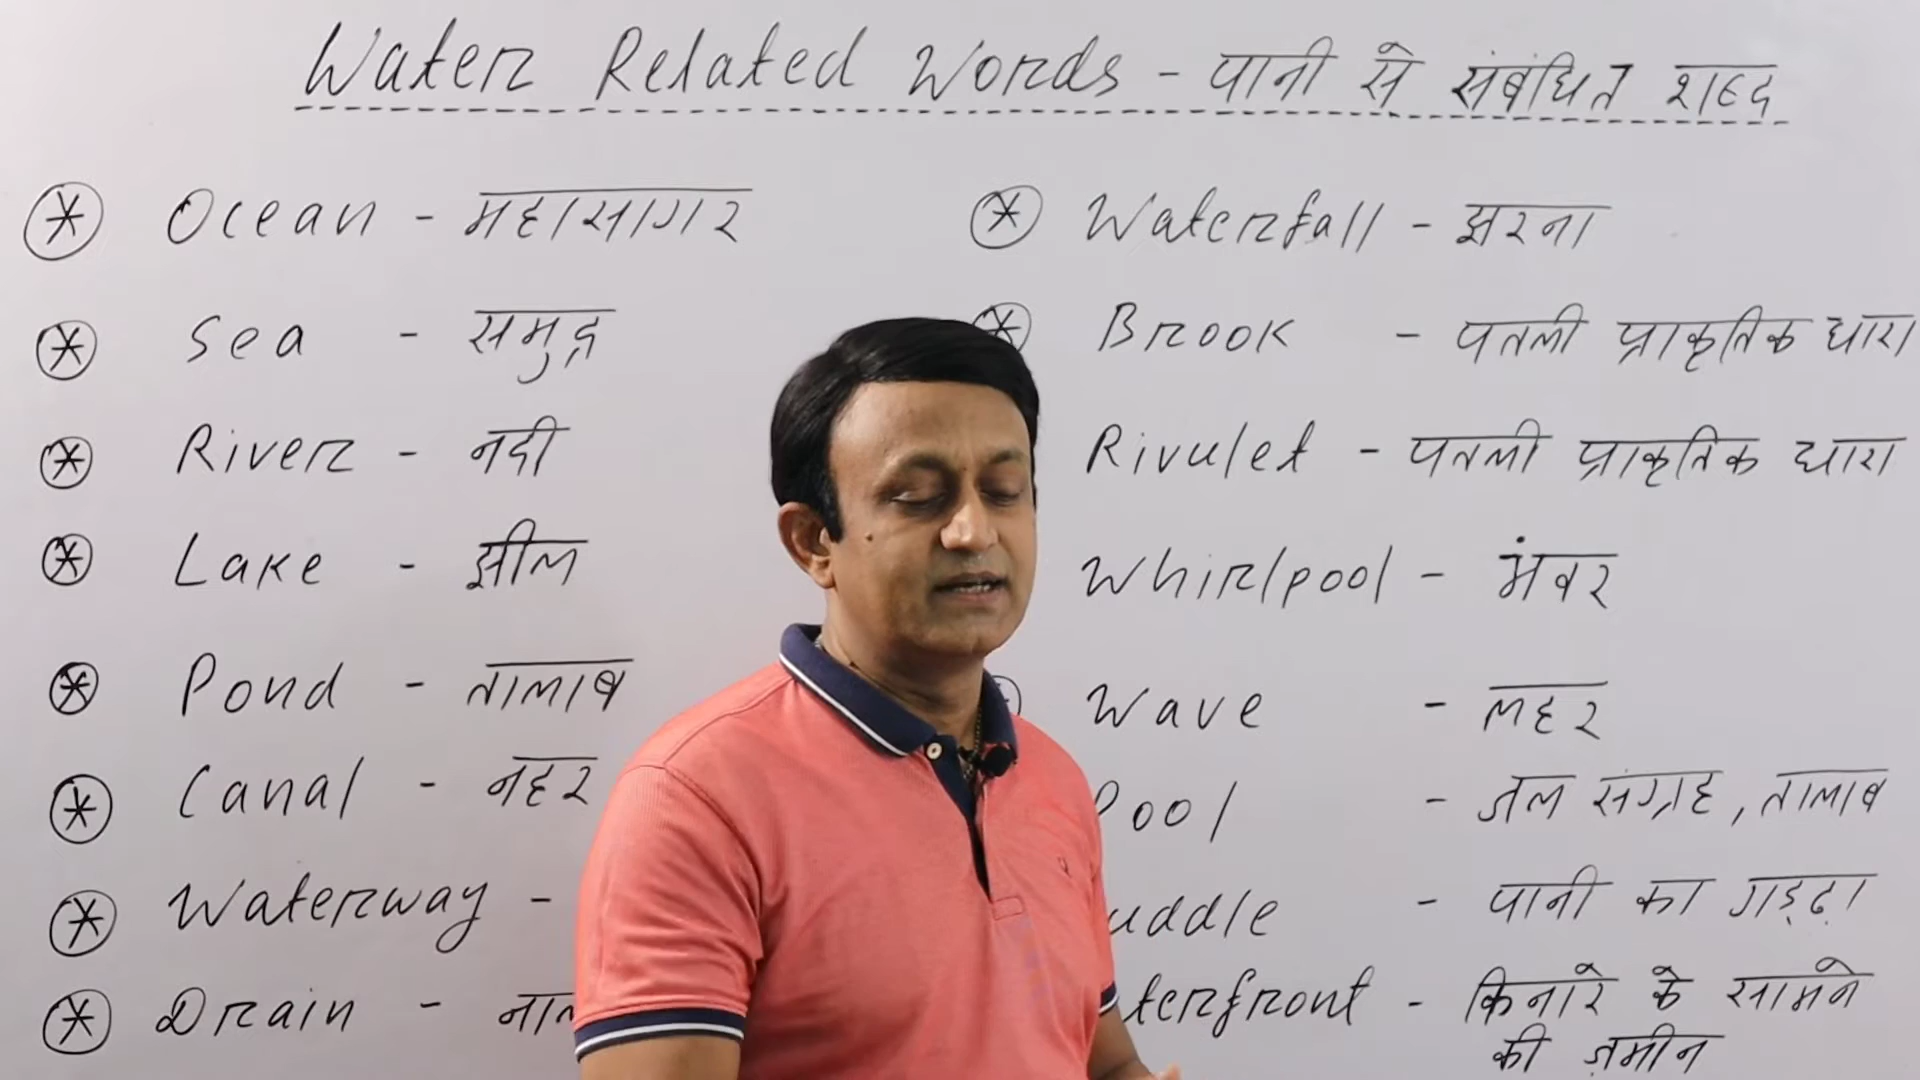 Water Related Words - पानी से संबंधित शब्द
Ocean - महासागर
Sea - समुद्र
River - नदी
Lake - झील
Pond - तालाब
Canal - नहर
Waterway -
Drain -
Waterfall - झरना
Brook - पतली प्राकृतिक धारा
Rivulet - पतली प्राकृतिक धारा
Whirlpool - भंवर
Wave - लहर
Pool - जल संग्रह, तालाब
- पानी का गड्ढ़ा
- किनारे के सामने
की ज़मीन